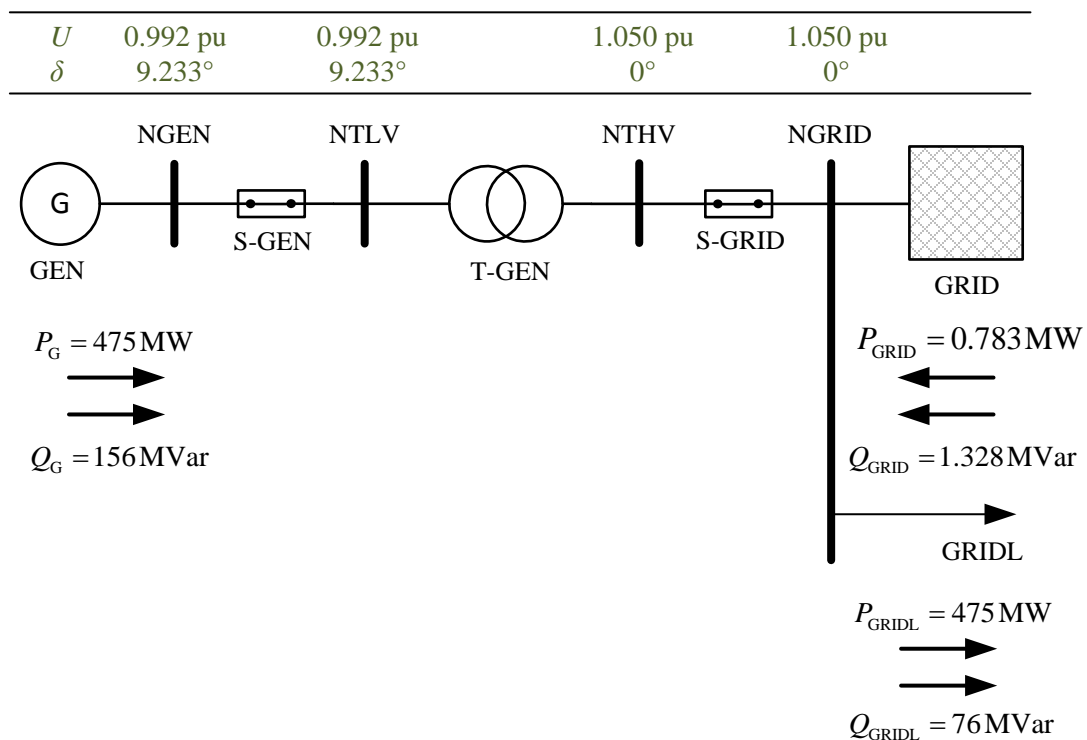 U 0.992 pu 0.992 pu 1.050 pu 1.050 pu
δ 9.233° 9.233° 0° 0°
NGEN NTLV NTHV NGRID
G
S-GEN S-GRID
GEN T-GEN GRID
P_G = 475 MW
P_GRID = 0.783 MW
Q_G = 156 MVar
Q_GRID = 1.328 MVar
GRIDL
P_GRIDL = 475 MW
Q_GRIDL = 76 MVar